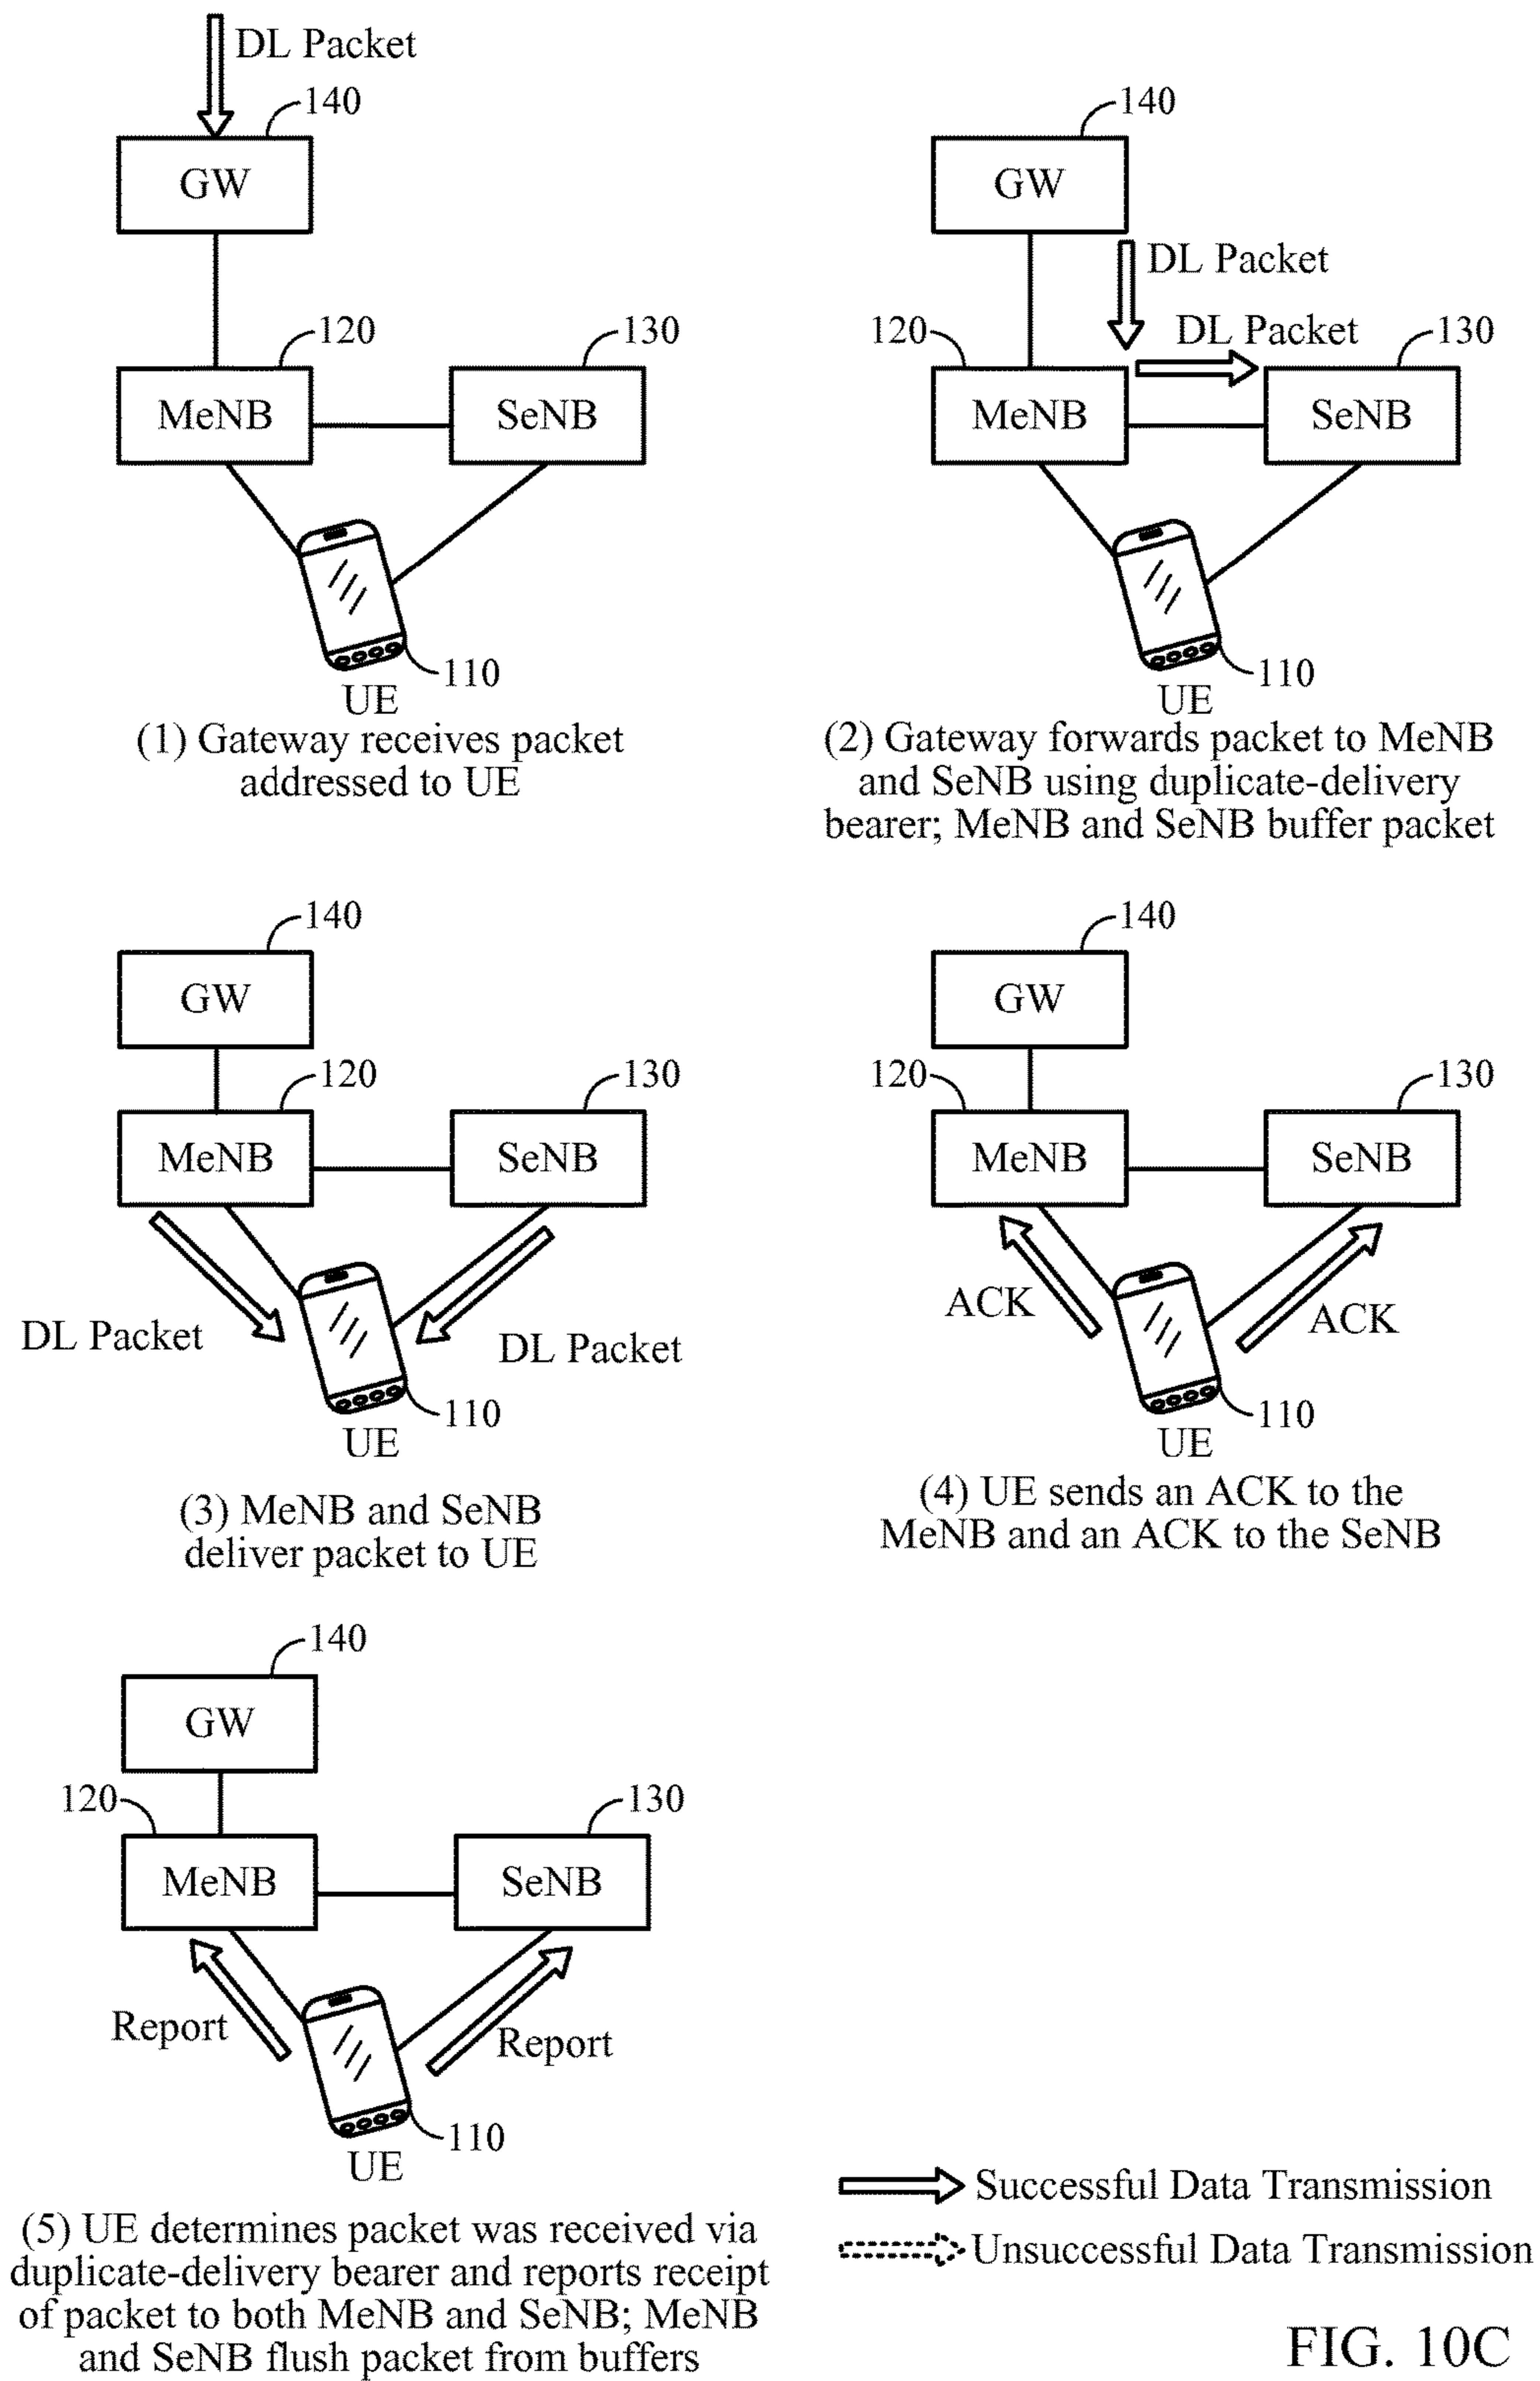 DL Packet
140
GW
120
130
MeNB
SeNB
110
UE
(1) Gateway receives packet
addressed to UE
140
GW
DL Packet
120
DL Packet
130
MeNB
SeNB
110
UE
(2) Gateway forwards packet to MeNB
and SeNB using duplicate-delivery
bearer; MeNB and SeNB buffer packet
140
GW
120
130
MeNB
SeNB
DL Packet
DL Packet
110
UE
(3) MeNB and SeNB
deliver packet to UE
140
GW
120
130
MeNB
SeNB
ACK
ACK
110
UE
(4) UE sends an ACK to the
MeNB and an ACK to the SeNB
140
GW
120
130
MeNB
SeNB
Report
Report
110
UE
(5) UE determines packet was received via
duplicate-delivery bearer and reports receipt
of packet to both MeNB and SeNB; MeNB
and SeNB flush packet from buffers
Successful Data Transmission
Unsuccessful Data Transmission
FIG. 10C